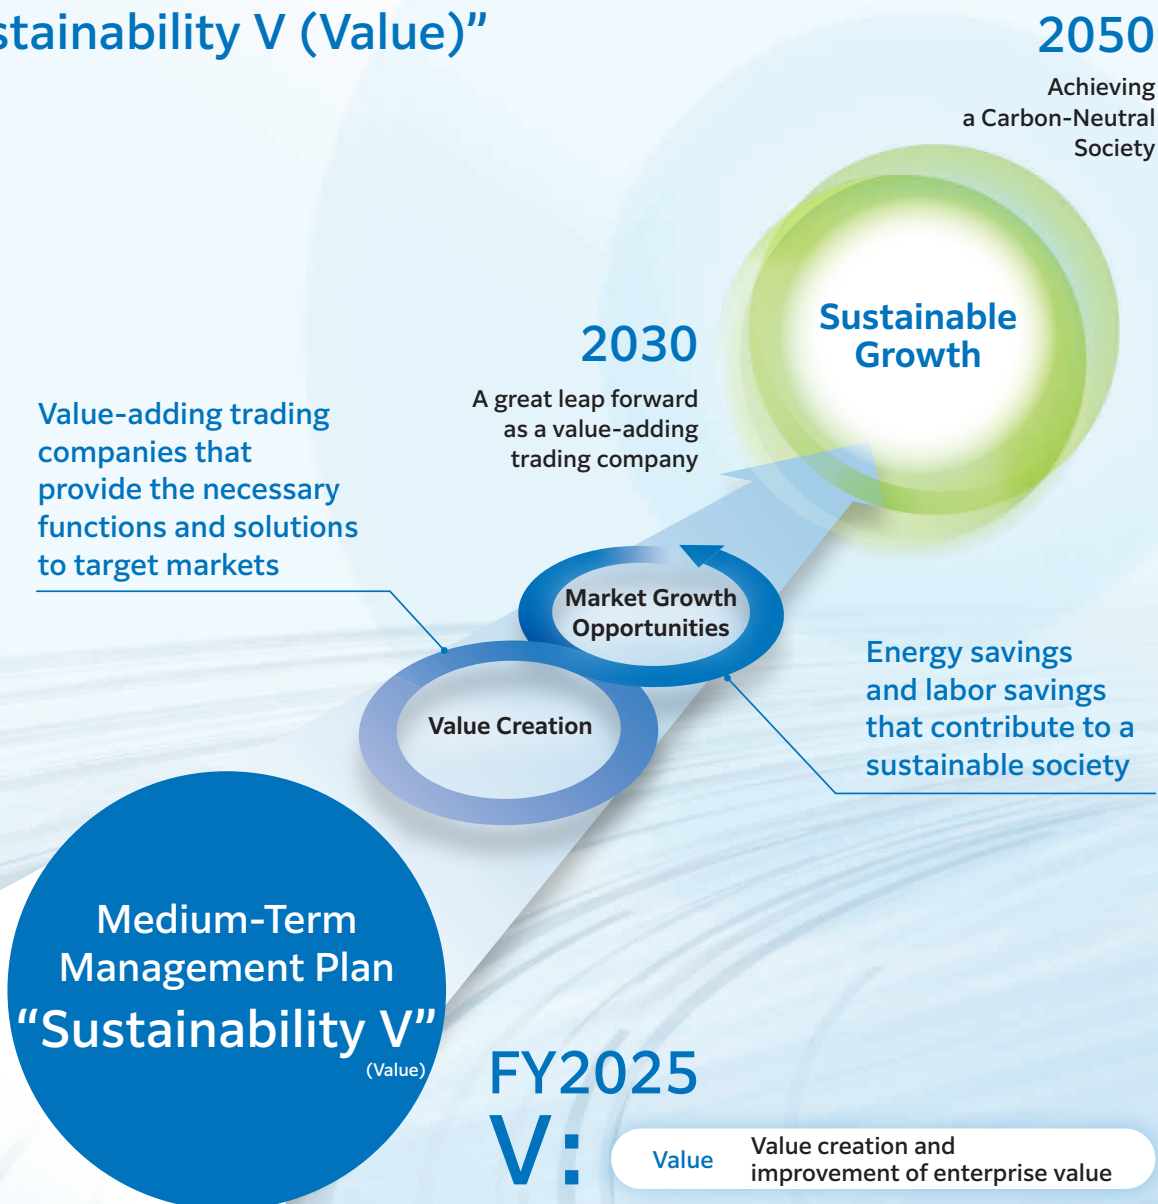 stainability V (Value)”
2050
Achieving
a Carbon-Neutral
Society
Sustainable
Growth
2030
A great leap forward
as a value-adding
trading company
Value-adding trading
companies that
provide the necessary
functions and solutions
to target markets
Market Growth
Opportunities
Value Creation
Energy savings
and labor savings
that contribute to a
sustainable society
Medium-Term
Management Plan
“Sustainability V”
(Value)
FY2025
V:
Value
Value creation and
improvement of enterprise value